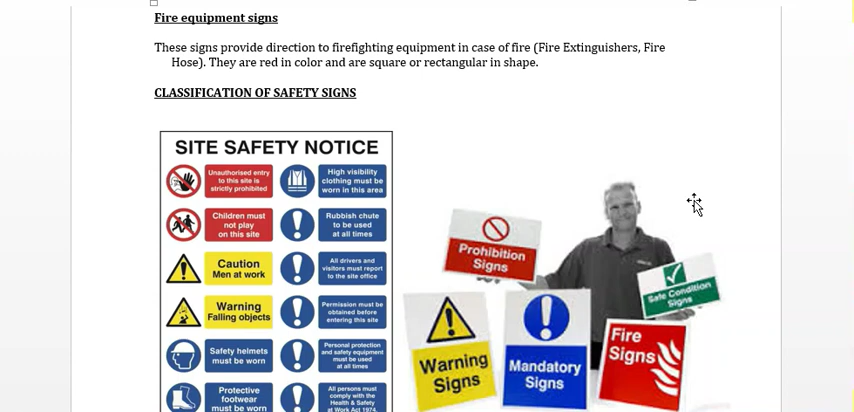 Fire equipment signs
These signs provide direction to firefighting equipment in case of fire (Fire Extinguishers, Fire
Hose). They are red in color and are square or rectangular in shape.
CLASSIFICATION OF SAFETY SIGNS
SITE SAFETY NOTICE
Unauthorised entry
to this site is
strictly prohibited
High visibility
clothing must be
worn in this area
Children must
not play
on this site
Rubbish chute
to be used
at all times
Caution
Men at work
All drivers and
visitors must report
to the site office
Warning
Falling objects
Permission must be
obtained before
entering this site
Safety helmets
must be worn
Personal protection
and safety equipment
must be used
at all times
Protective
footwear
must be worn
All persons must
comply with the
Health & Safety
at Work Act 1974.
Prohibition
Signs
Safe Condition
Signs
Warning
Signs
Mandatory
Signs
Fire
Signs